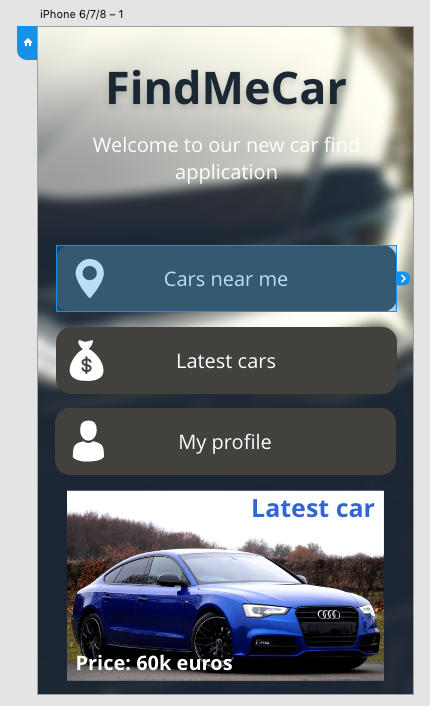 iPhone 6/7/8 – 1
FindMeCar
Welcome to our new car find
application
Cars near me
$
Latest cars
My profile
Latest car
Price: 60k euros